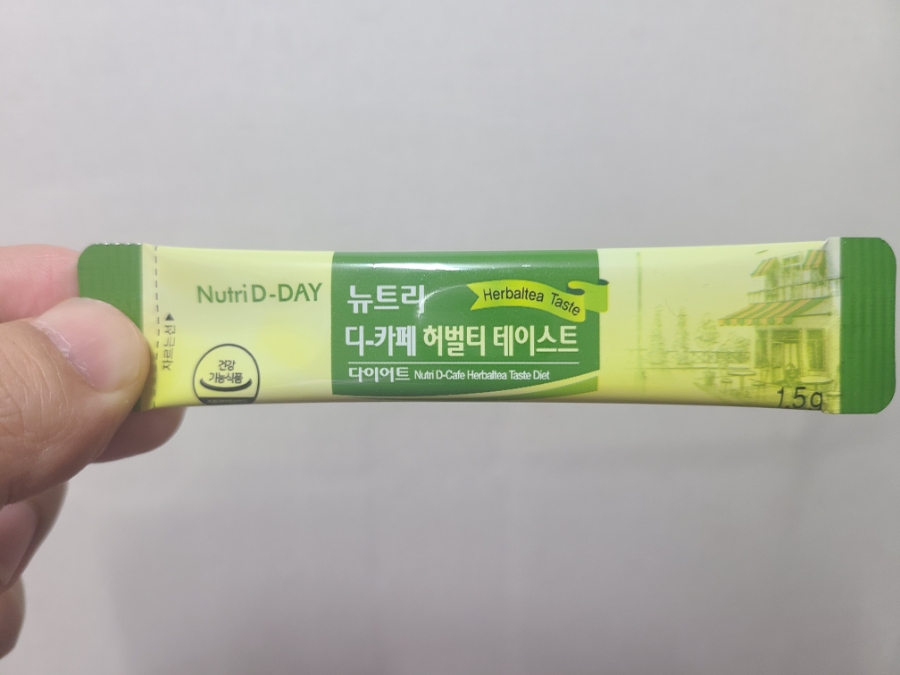 Nutri D-DAY
자르는선▶
건강
기능식품
뉴트리
Herbaltea Taste
디-카페 허벌티 테이스트
다이어트 Nutri D-Cafe Herbaltea Taste Diet
1.5g